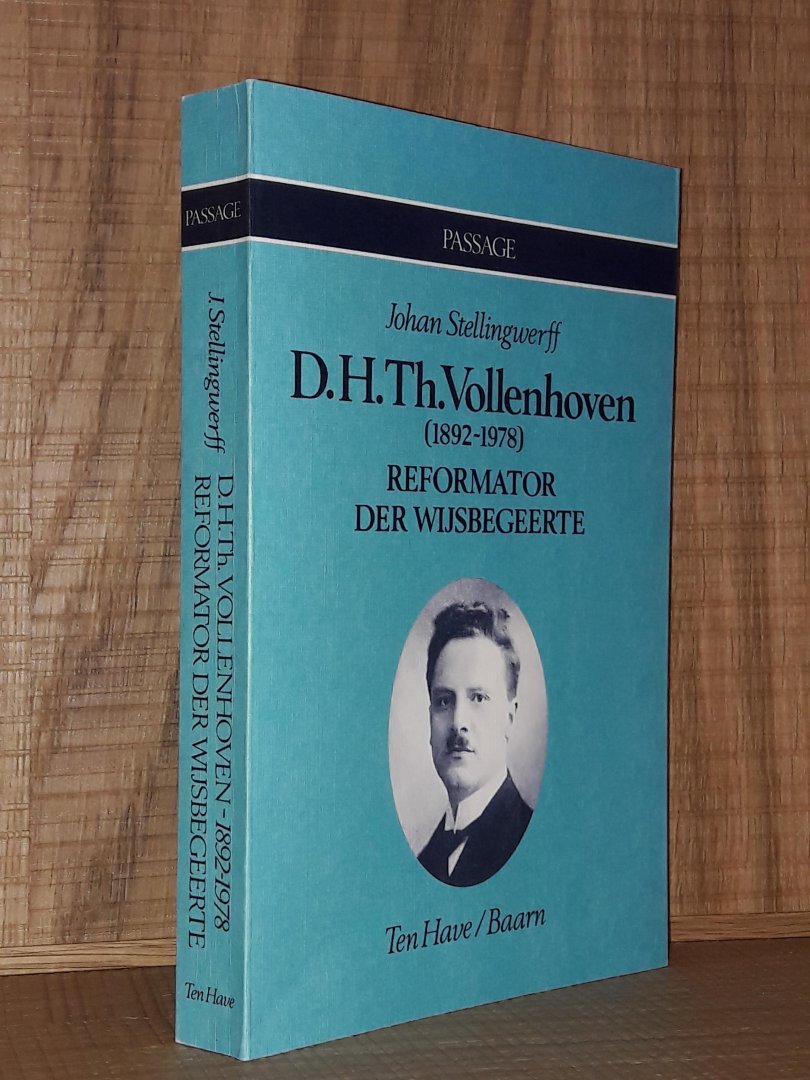 PASSAGE
J. Stellingwerff
D.H.Th. VOLLENHOVEN - 1892-1978
REFORMATOR DER WIJSBEGEERTE
Ten Have
PASSAGE
Johan Stellingwerff
D.H.Th.Vollenhoven
(1892-1978)
REFORMATOR
DER WIJSBEGEERTE
Ten Have/Baarn